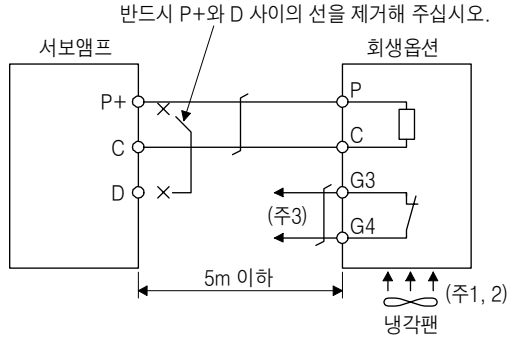 반드시 P+와 D 사이의 선을 제거해 주십시오.
서보앰프
회생옵션
P+
P
C
C
D
G3
(주3)
G4
5m 이하
(주1, 2)
냉각팬